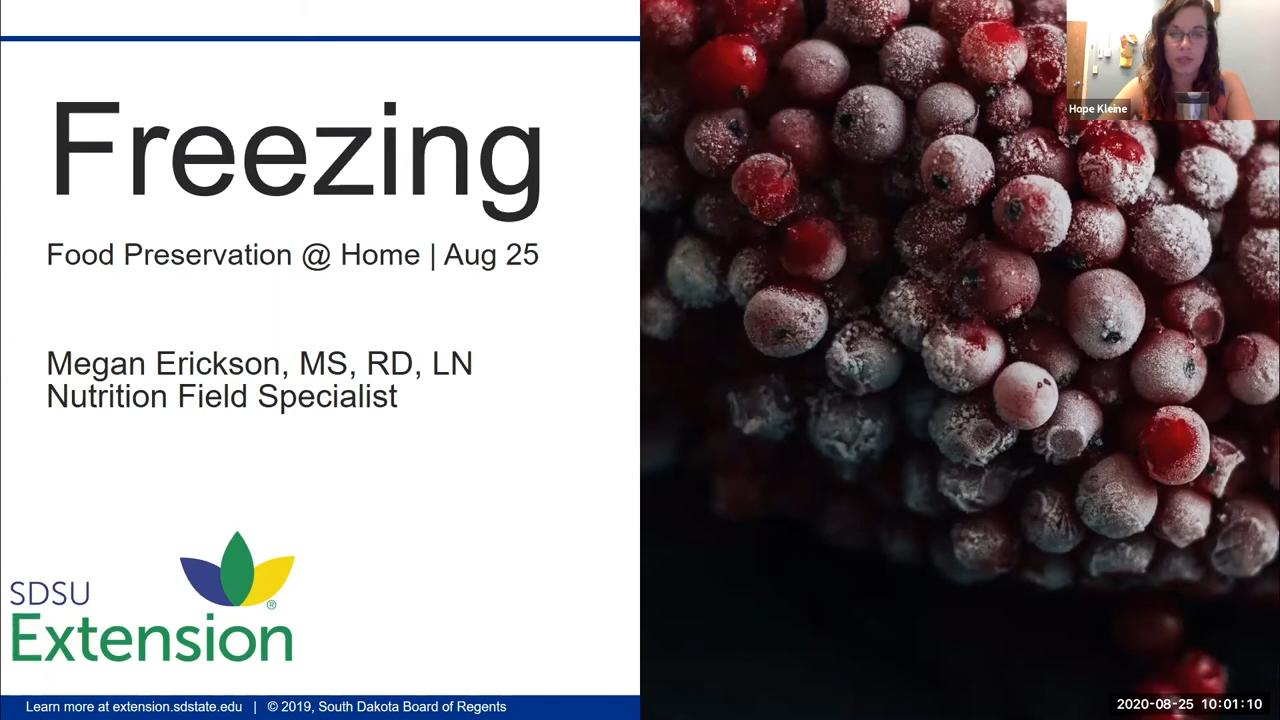 Freezing
Food Preservation @ Home | Aug 25
Megan Erickson, MS, RD, LN
Nutrition Field Specialist
SDSU
Extension
®
Learn more at extension.sdstate.edu | © 2019, South Dakota Board of Regents
Hope Kleine
2020-08-25 10:01:10